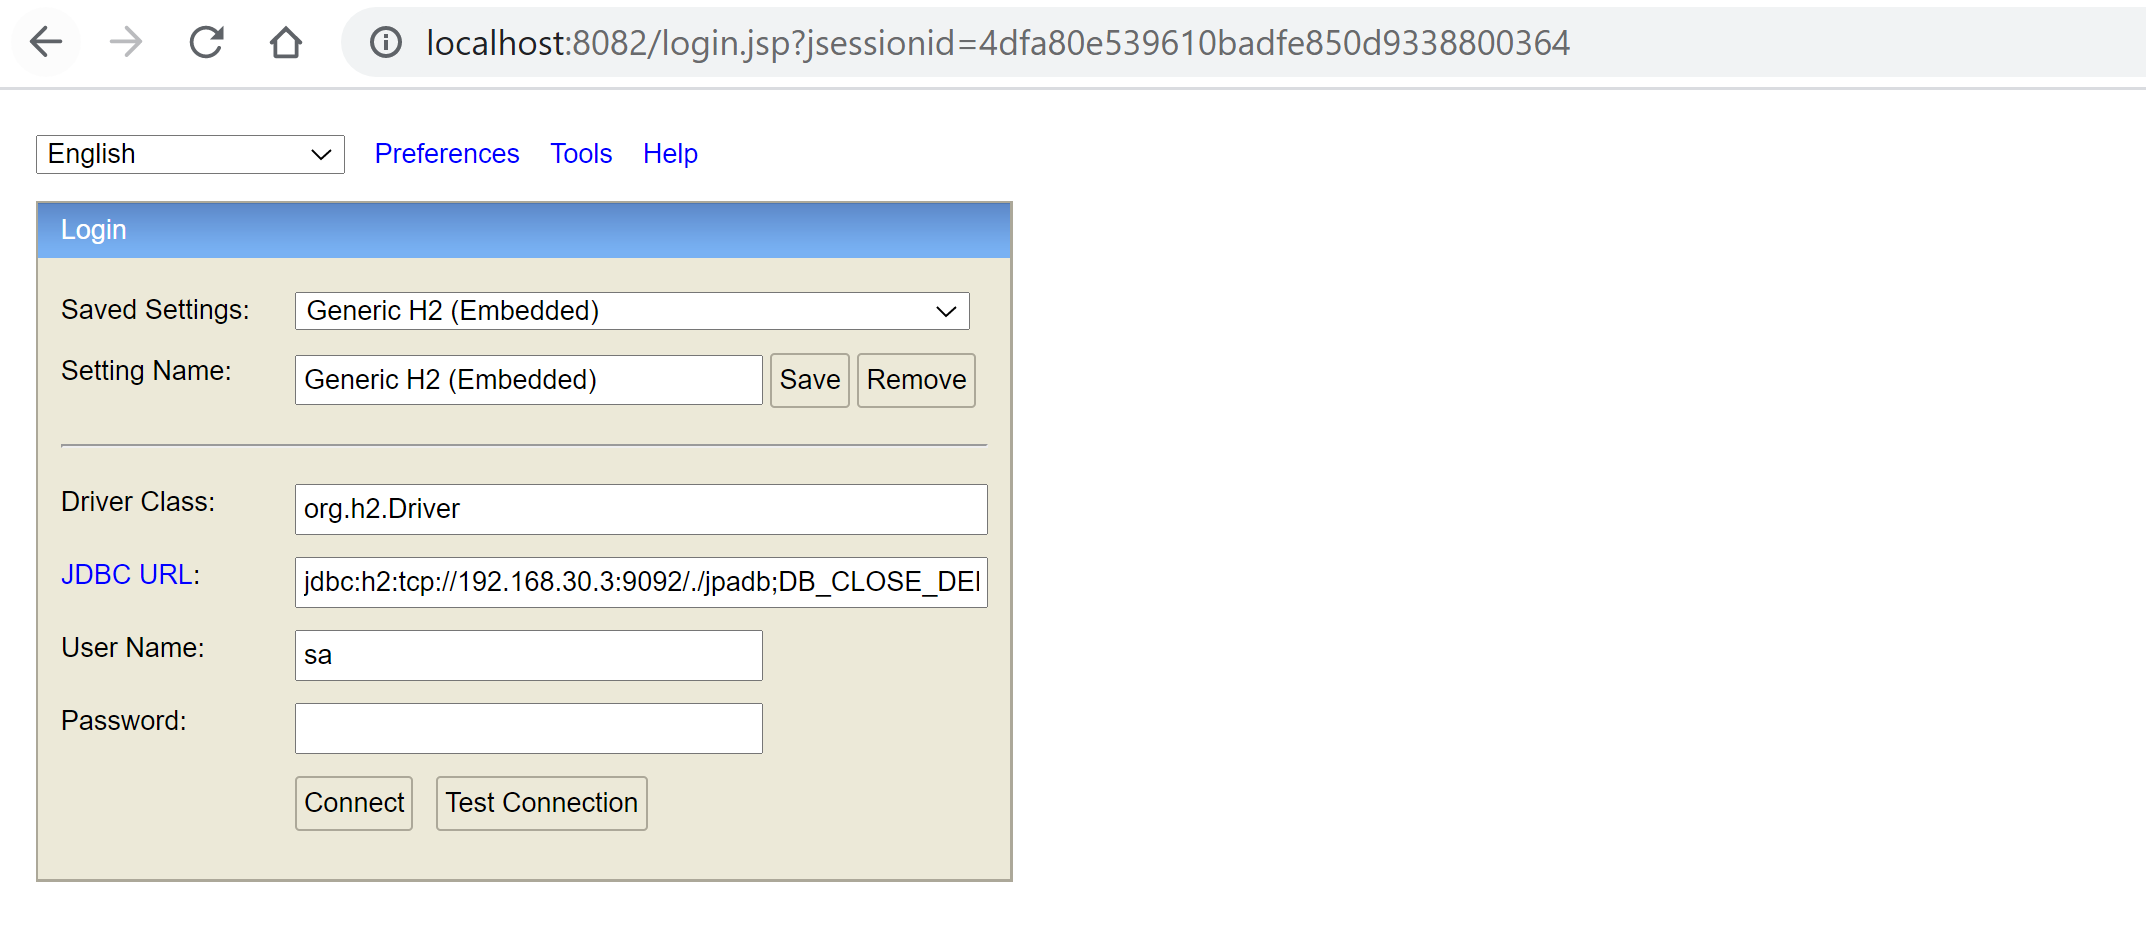 localhost:8082/login.jsp?jsessionid=4dfa80e539610badfe850d9338800364
English Preferences Tools Help
Login
Saved Settings: Generic H2 (Embedded)
Setting Name: Generic H2 (Embedded) Save Remove
Driver Class: org.h2.Driver
JDBC URL: jdbc:h2:tcp://192.168.30.3:9092/./jpadb;DB_CLOSE_DEL
User Name: sa
Password:
Connect Test Connection